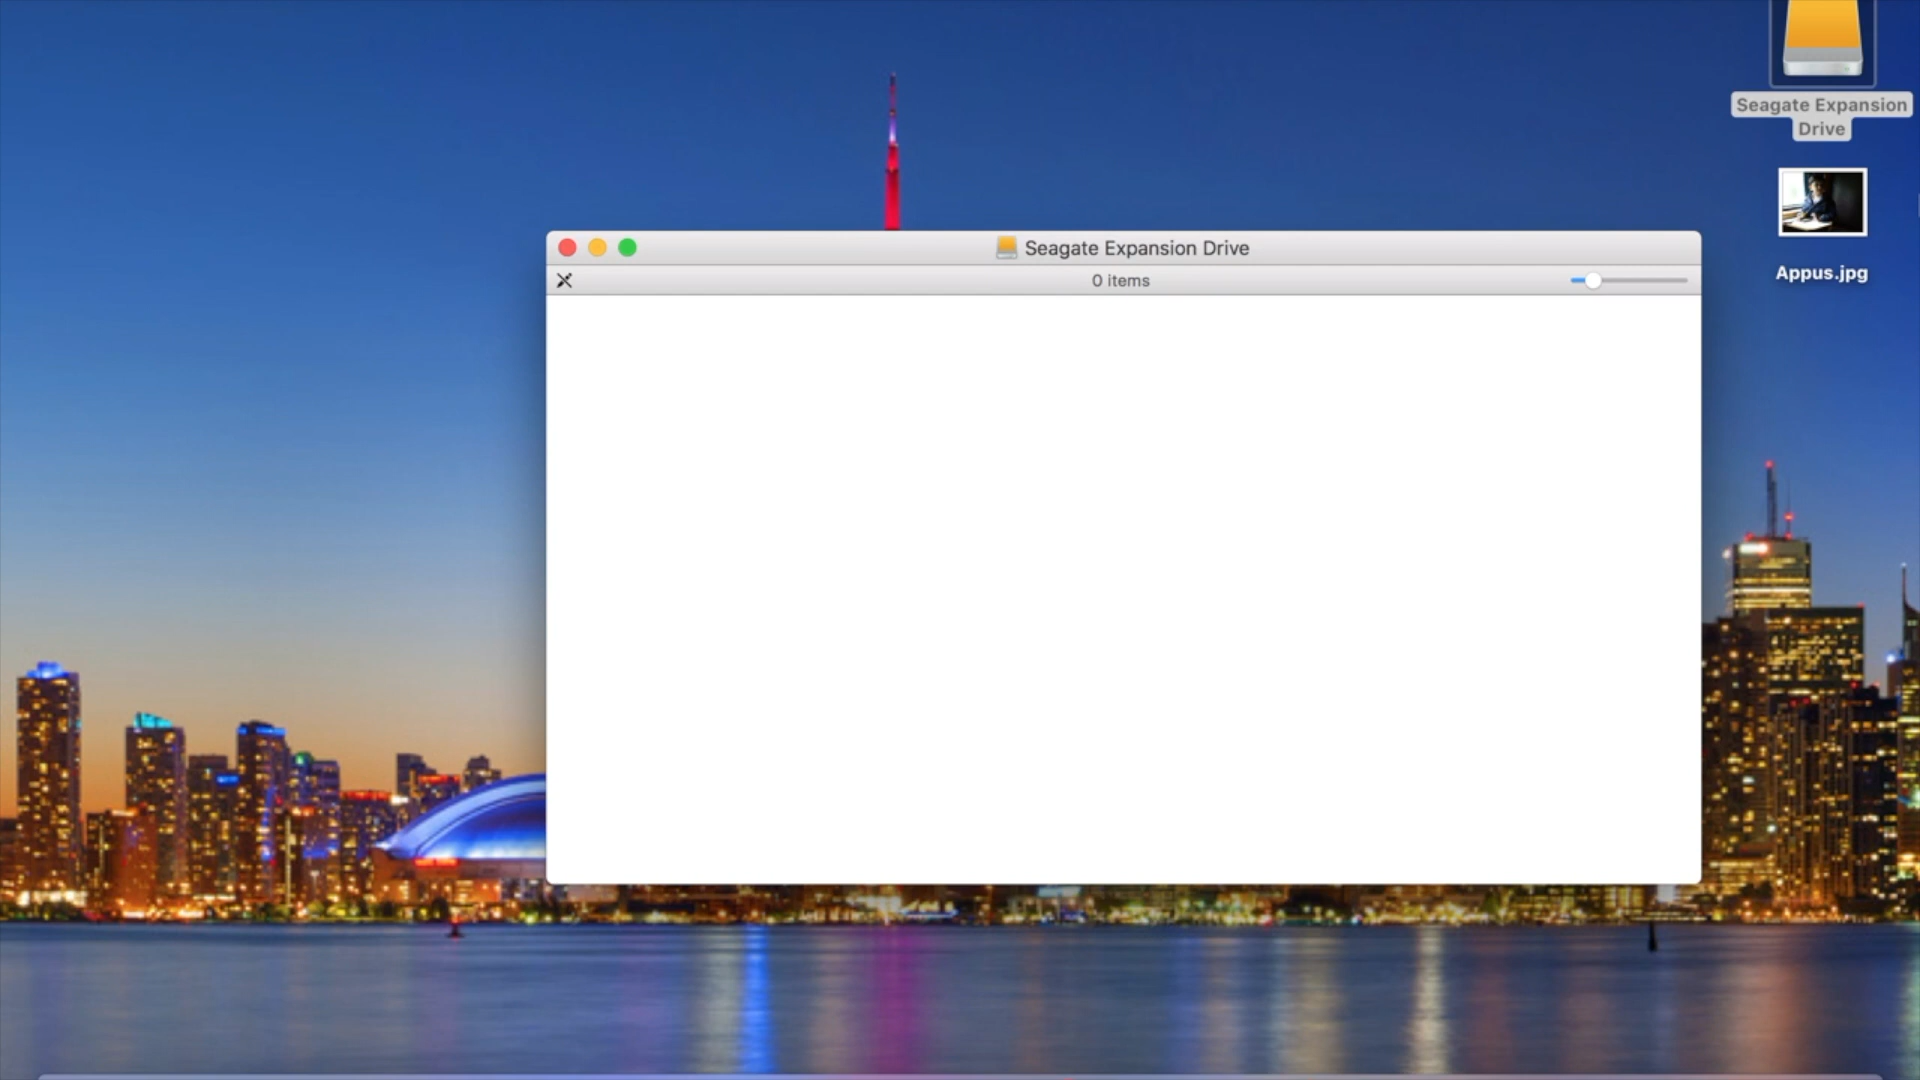 Seagate Expansion
Drive
Appus.jpg
Seagate Expansion Drive
0 items